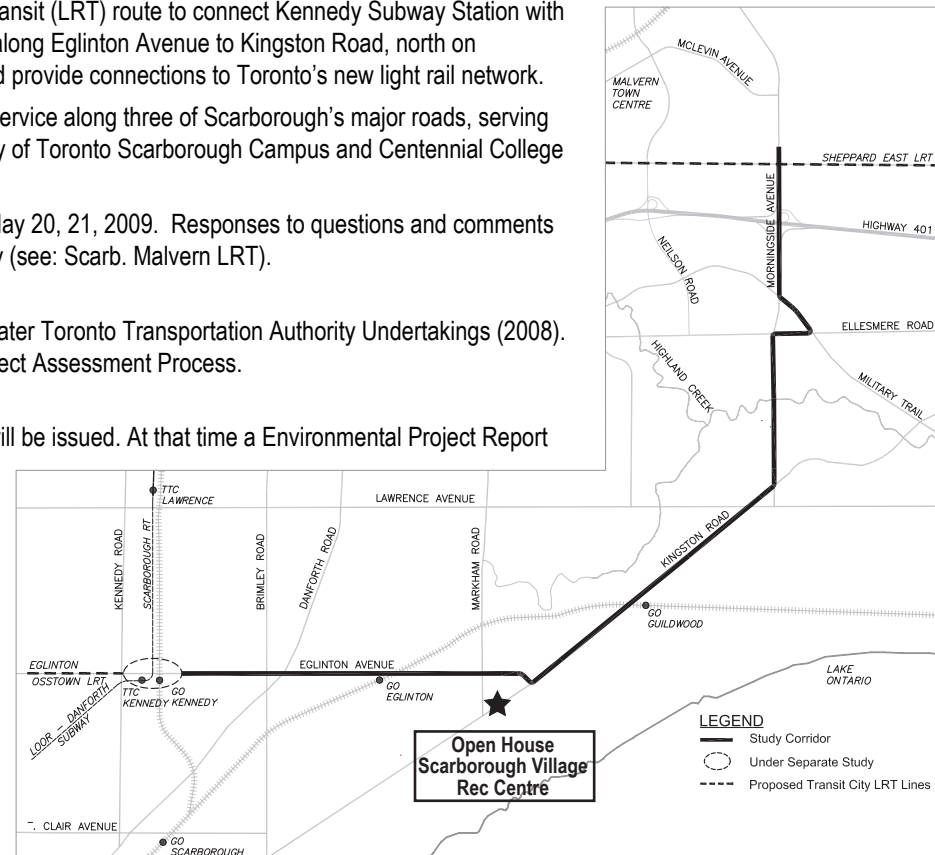 ansit (LRT) route to connect Kennedy Subway Station with
along Eglinton Avenue to Kingston Road, north on
d provide connections to Toronto's new light rail network.
ervice along three of Scarborough's major roads, serving
y of Toronto Scarborough Campus and Centennial College
May 20, 21, 2009. Responses to questions and comments
y (see: Scarb. Malvern LRT).
ater Toronto Transportation Authority Undertakings (2008).
ect Assessment Process.
vill be issued. At that time a Environmental Project Report
MCLEVIN AVENUE
MALVERN
TOWN
CENTRE
SHEPPARD EAST LRT
MORNINGSIDE AVENUE
HIGHWAY 401
NEILSON ROAD
ELLESMERE ROAD
HIGHLAND CREEK
MILITARY TRAIL
TTC
LAWRENCE
LAWRENCE AVENUE
KENNEDY ROAD
SCARBOROUGH RT
BRIMLEY ROAD
DANFORTH ROAD
MARKHAM ROAD
KINGSTON ROAD
GO
GUILDWOOD
EGLINTON
OSSTOWN LRT
EGLINTON AVENUE
TTC
KENNEDY
GO
KENNEDY
GO
EGLINTON
LOOR - DANFORTH
SUBWAY
LAKE
ONTARIO
Open House
Scarborough Village
Rec Centre
LEGEND
Study Corridor
Under Separate Study
Proposed Transit City LRT Lines
. CLAIR AVENUE
GO
SCARBOROUGH